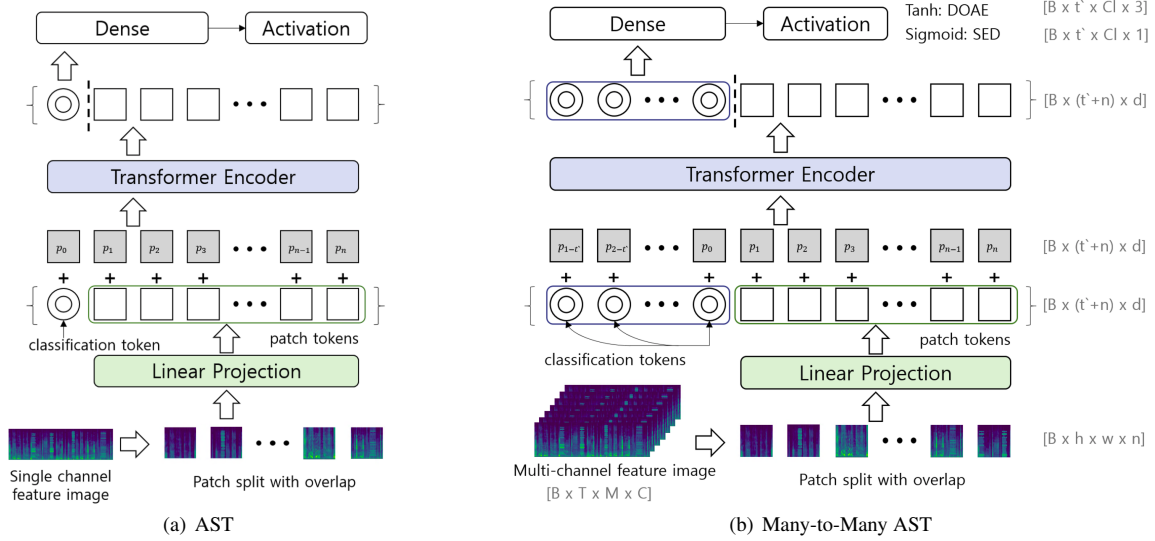 Dense
Activation
Transformer Encoder
p₀ p₁ p₂ p₃ pₙ₋₁ pₙ
+ + + + + +
classification token
patch tokens
Linear Projection
Single channel
feature image
Patch split with overlap
(a) AST
Dense
Activation
Tanh: DOAE
Sigmoid: SED
[B x t` x Cl x 3]
[B x t` x Cl x 1]
[B x (t`+n) x d]
Transformer Encoder
p₁₋ₜ` p₂₋ₜ` p₀ p₁ p₂ p₃ pₙ₋₁ pₙ
[B x (t`+n) x d]
+ + + + + + + +
[B x (t`+n) x d]
classification tokens
patch tokens
Linear Projection
[B x h x w x n]
Multi-channel feature image
[B x T x M x C]
Patch split with overlap
(b) Many-to-Many AST